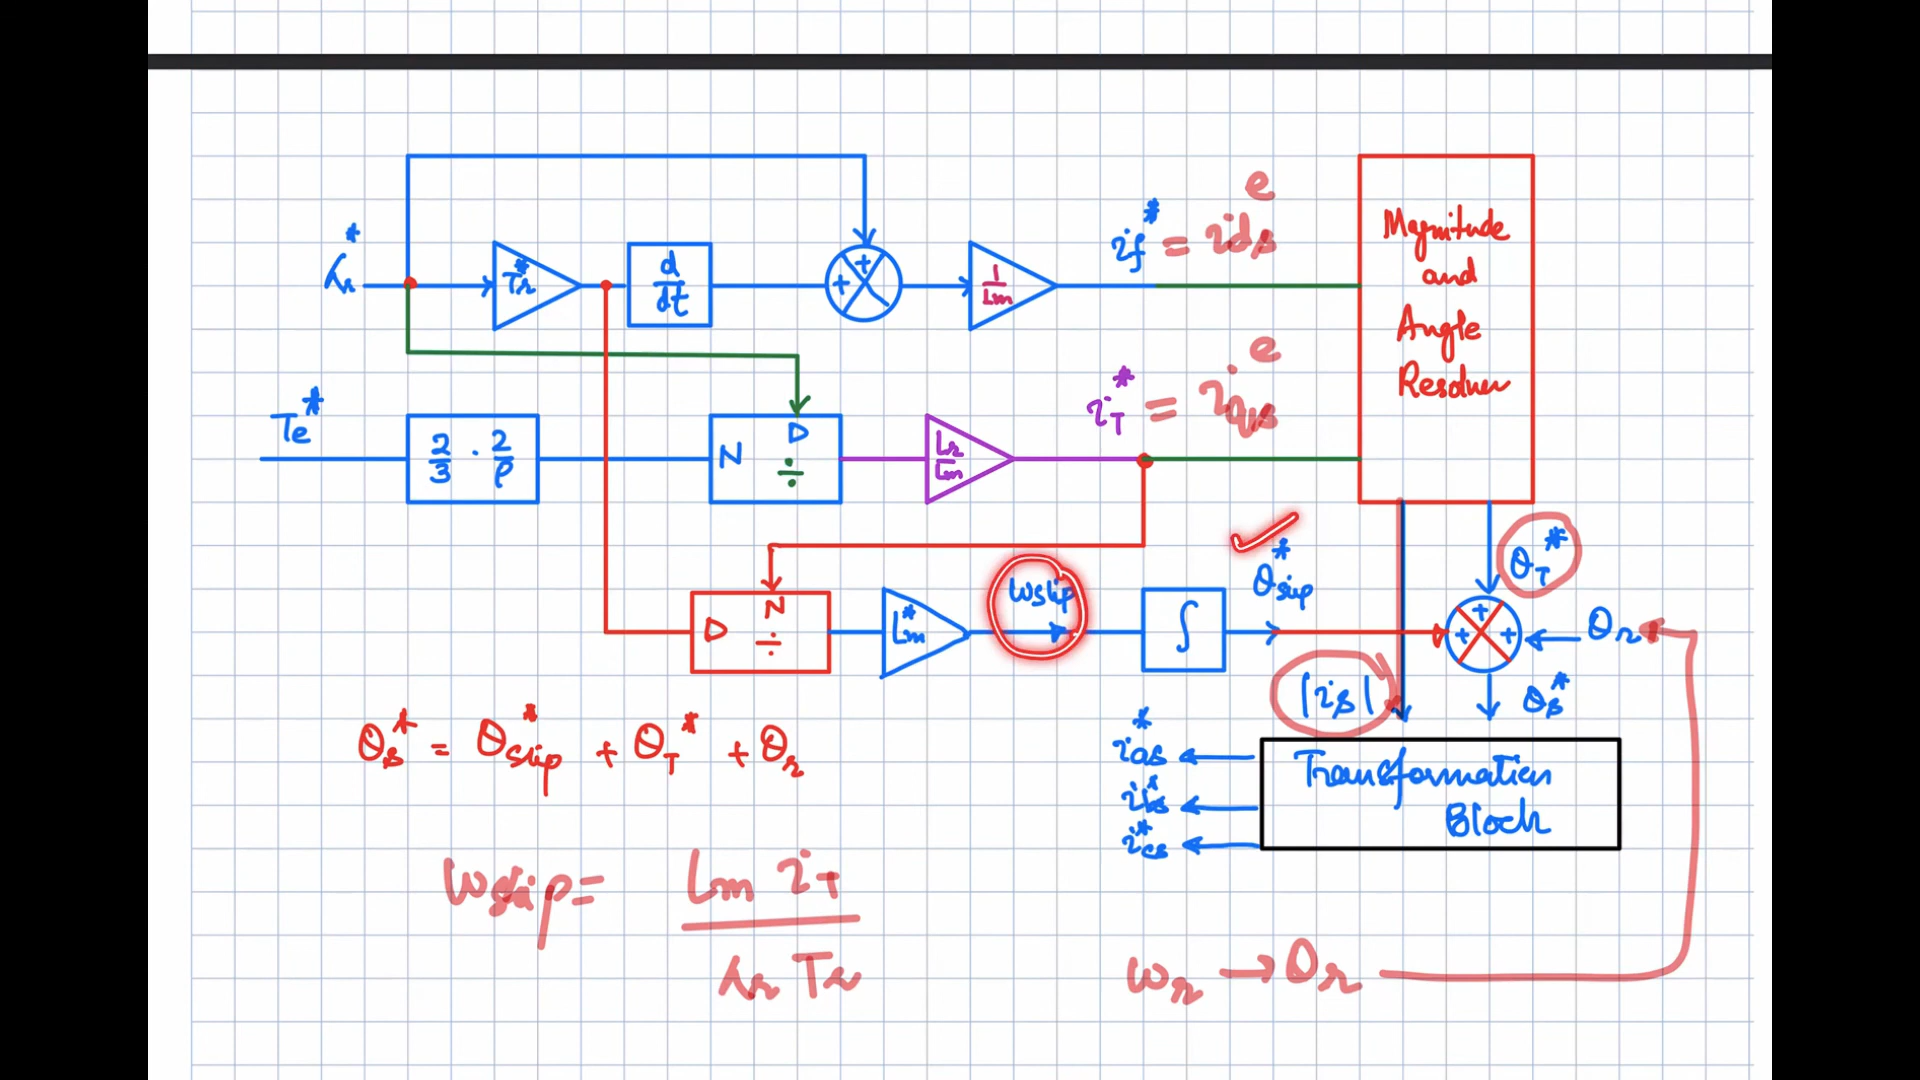 λr* Tr* d/dt + + 1/Lm if* = ids^e
Magnitude
and
Angle
Resolver
Te* 2/3 · 2/P N D ÷ Lr/Lm iT* = iqs^e
D N ÷ Lm* ωslip ∫ θ*slip + + + θT* θr
|is| θs*
θs* = θslip* + θT* + θr
Transformation
Block
ias*
ibs*
ics*
ωslip = Lm iT / λr Tr
ωr → θr